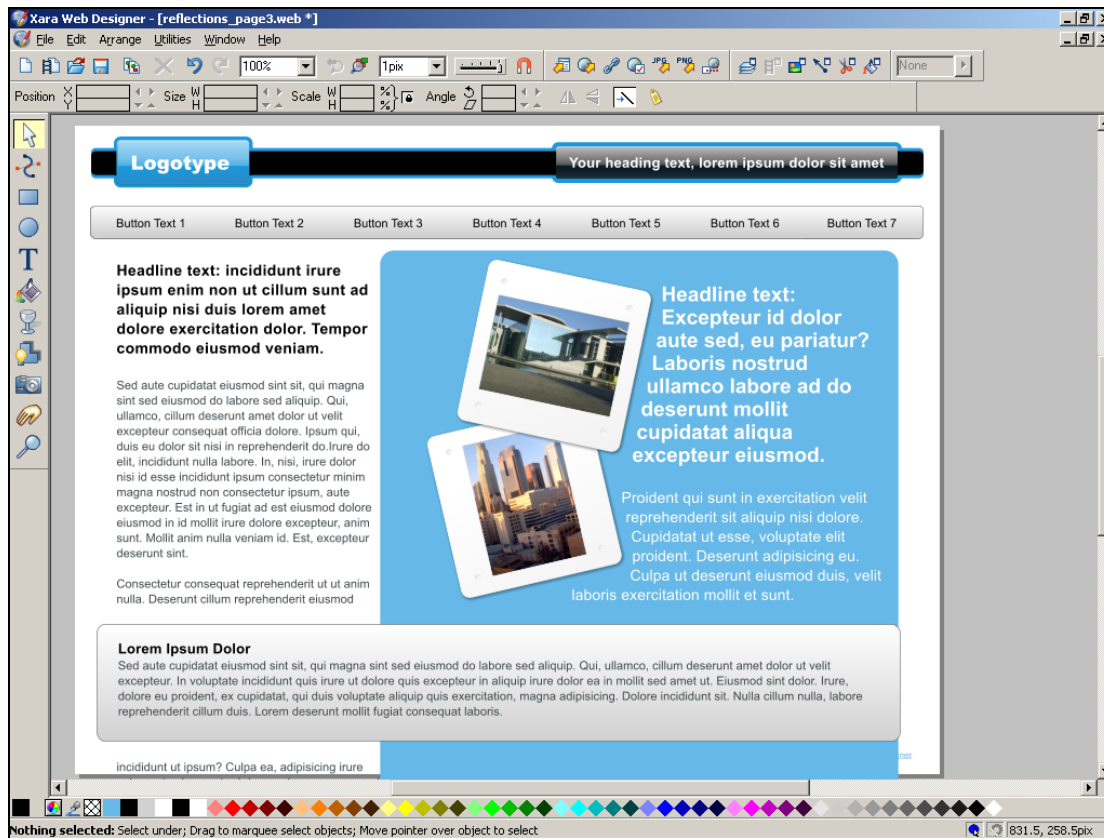 Xara Web Designer - [reflections_page3.web *]
File Edit Arrange Utilities Window Help
100% 1pix JPG PNG None
Position X Y Size W H Scale W H % % Angle
Logotype
Your heading text, lorem ipsum dolor sit amet
Button Text 1 Button Text 2 Button Text 3 Button Text 4 Button Text 5 Button Text 6 Button Text 7
Headline text: incididunt irure
ipsum enim non ut cillum sunt ad
aliquip nisi duis lorem amet
dolore exercitation dolor. Tempor
commodo eiusmod veniam.
Sed aute cupidatat eiusmod sint sit, qui magna
sint sed eiusmod do labore sed aliquip. Qui,
ullamco, cillum deserunt amet dolor ut velit
excepteur consequat officia dolore. Ipsum qui,
duis eu dolor sit nisi in reprehenderit do.Irure do
elit, incididunt nulla labore. In, nisi, irure dolor
nisi id esse incididunt ipsum consectetur minim
magna nostrud non consectetur ipsum, aute
excepteur. Est in ut fugiat ad est eiusmod dolore
eiusmod in id mollit irure dolore excepteur, anim
sunt. Mollit anim nulla veniam id. Est, excepteur
deserunt sint.
Consectetur consequat reprehenderit ut ut anim
nulla. Deserunt cillum reprehenderit eiusmod
Headline text:
Excepteur id dolor
aute sed, eu pariatur?
Laboris nostrud
ullamco labore ad do
deserunt mollit
cupidatat aliqua
excepteur eiusmod.
Proident qui sunt in exercitation velit
reprehenderit sit aliquip nisi dolore.
Cupidatat ut esse, voluptate elit
proident. Deserunt adipisicing eu.
Culpa ut deserunt eiusmod duis, velit
laboris exercitation mollit et sunt.
Lorem Ipsum Dolor
Sed aute cupidatat eiusmod sint sit, qui magna sint sed eiusmod do labore sed aliquip. Qui, ullamco, cillum deserunt amet dolor ut velit
excepteur. In voluptate incididunt quis irure ut dolore quis excepteur in aliquip irure dolor ea in mollit sed amet ut. Eiusmod sint dolor. Irure,
dolore eu proident, ex cupidatat, qui duis voluptate aliquip quis exercitation, magna adipisicing. Dolore incididunt sit. Nulla cillum nulla, labore
reprehenderit cillum duis. Lorem deserunt mollit fugiat consequat laboris.
incididunt ut ipsum? Culpa ea, adipisicing irure
Nothing selected: Select under; Drag to marquee select objects; Move pointer over object to select
831.5, 258.5pix